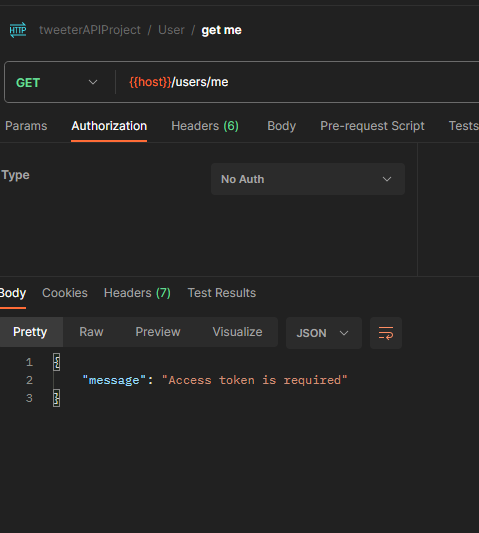 HTTP tweeterAPIProject / User / get me
GET {{host}}/users/me
Params Authorization Headers (6) Body Pre-request Script Tests
Type No Auth
Body Cookies Headers (7) Test Results
Pretty Raw Preview Visualize JSON
1 {
2 "message": "Access token is required"
3 }